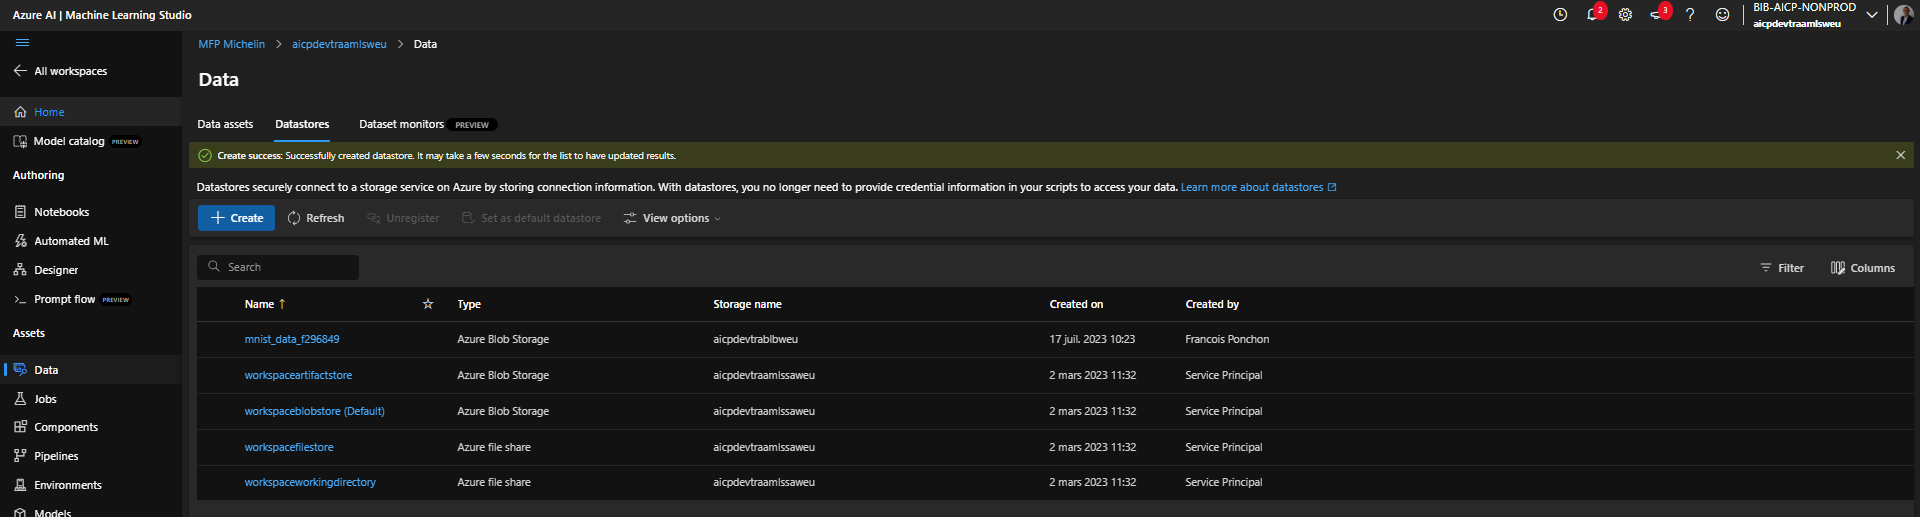 Azure AI | Machine Learning Studio
2
3
BIB-AICP-NONPROD
aicpdevtraamlsweu
MFP Michelin > aicpdevtraamlsweu > Data
All workspaces
Data
Home
Model catalog PREVIEW
Data assets Datastores Dataset monitors PREVIEW
Create success: Successfully created datastore. It may take a few seconds for the list to have updated results.
Authoring
Datastores securely connect to a storage service on Azure by storing connection information. With datastores, you no longer need to provide credential information in your scripts to access your data. Learn more about datastores
Notebooks
Create Refresh Unregister Set as default datastore View options
Automated ML
Designer
Search Filter Columns
Prompt flow PREVIEW
Name Type Storage name Created on Created by
Assets
mnist_data_f296849 Azure Blob Storage aicpdevtrablbweu 17 juil. 2023 10:23 Francois Ponchon
Data
workspaceartifactstore Azure Blob Storage aicpdevtraamlssaweu 2 mars 2023 11:32 Service Principal
Jobs
workspaceblobstore (Default) Azure Blob Storage aicpdevtraamlssaweu 2 mars 2023 11:32 Service Principal
Components
workspacefilestore Azure file share aicpdevtraamlssaweu 2 mars 2023 11:32 Service Principal
Pipelines
workspaceworkingdirectory Azure file share aicpdevtraamlssaweu 2 mars 2023 11:32 Service Principal
Environments
Models